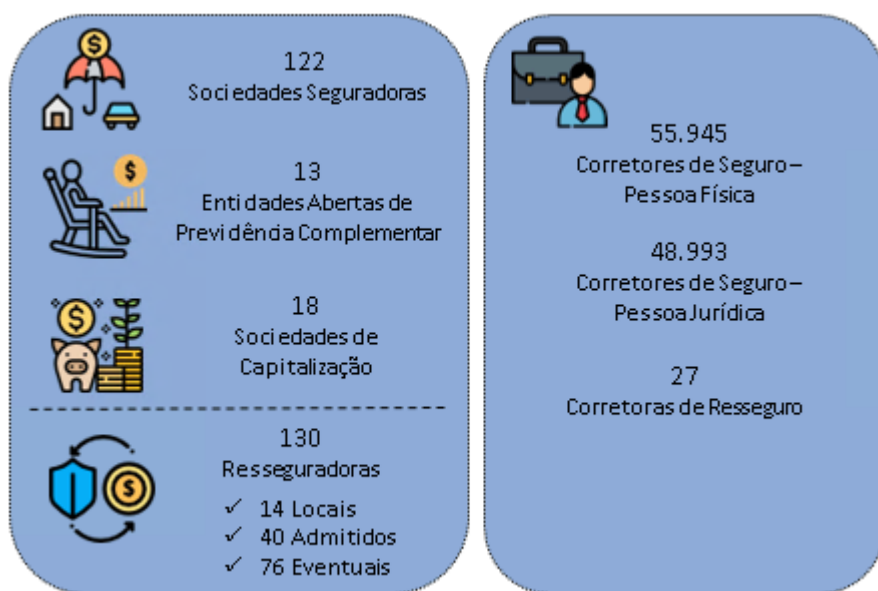 122
Sociedades Seguradoras
13
Entidades Abertas de
Previdência Complementar
18
Sociedades de
Capitalização
130
Resseguradoras
✓ 14 Locais
✓ 40 Admitidos
✓ 76 Eventuais
55.945
Corretores de Seguro –
Pessoa Física
48.993
Corretores de Seguro –
Pessoa Jurídica
27
Corretoras de Resseguro